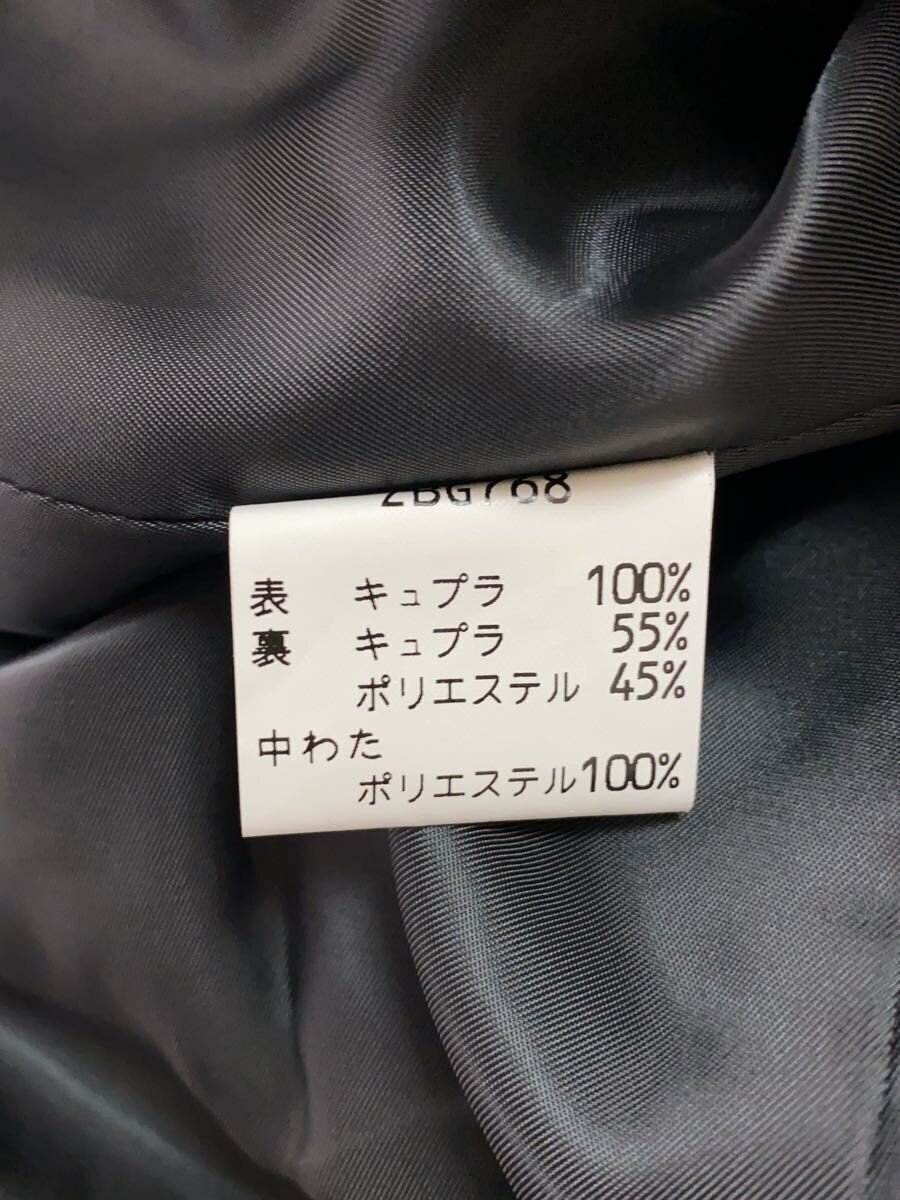 2BG768
表 キュプラ 100%
裏 キュプラ 55%
ポリエステル 45%
中わた
ポリエステル100%